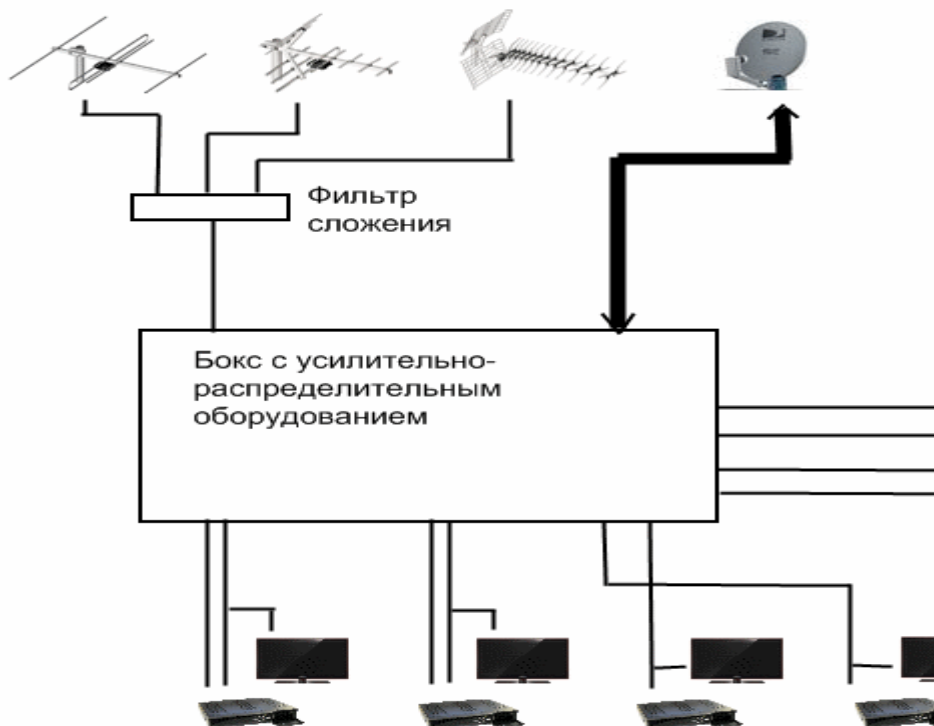 Фильтр
сложения
Бокс с усилительно-
распределительным
оборудованием